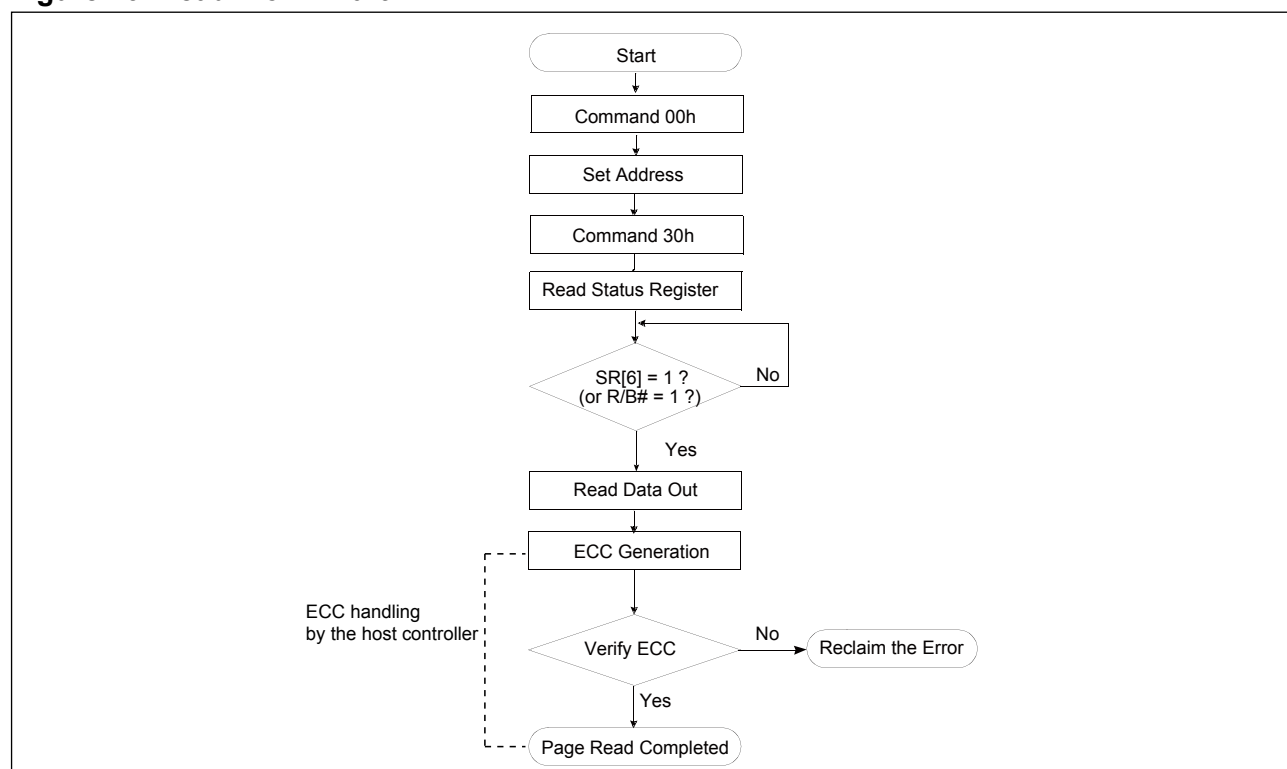 Start
Command 00h
Set Address
Command 30h
Read Status Register
SR[6] = 1 ?
(or R/B# = 1 ?)
No
Yes
Read Data Out
ECC Generation
ECC handling
by the host controller
Verify ECC
No
Reclaim the Error
Yes
Page Read Completed